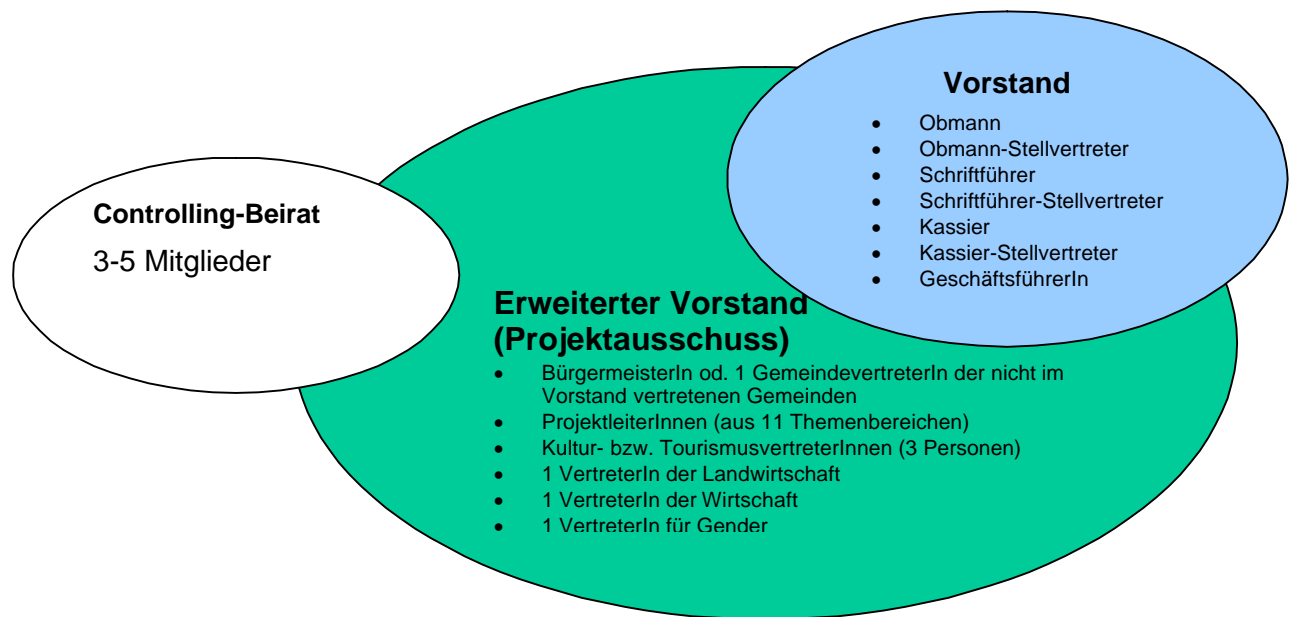 Vorstand
• Obmann
• Obmann-Stellvertreter
• Schriftführer
• Schriftführer-Stellvertreter
• Kassier
• Kassier-Stellvertreter
• GeschäftsführerIn
Controlling-Beirat
3-5 Mitglieder
Erweiterter Vorstand
(Projektausschuss)
• BürgermeisterIn od. 1 GemeindevertreterIn der nicht im
Vorstand vertretenen Gemeinden
• ProjektleiterInnen (aus 11 Themenbereichen)
• Kultur- bzw. TourismusvertreterInnen (3 Personen)
• 1 VertreterIn der Landwirtschaft
• 1 VertreterIn der Wirtschaft
• 1 VertreterIn für Gender